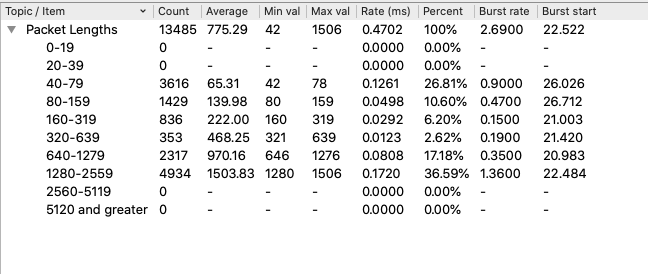 Topic / Item Count Average Min val Max val Rate (ms) Percent Burst rate Burst start
Packet Lengths 13485 775.29 42 1506 0.4702 100% 2.6900 22.522
0-19 0 - - - 0.0000 0.00% - -
20-39 0 - - - 0.0000 0.00% - -
40-79 3616 65.31 42 78 0.1261 26.81% 0.9000 26.026
80-159 1429 139.98 80 159 0.0498 10.60% 0.4700 26.712
160-319 836 222.00 160 319 0.0292 6.20% 0.1500 21.003
320-639 353 468.25 321 639 0.0123 2.62% 0.1900 21.420
640-1279 2317 970.16 646 1276 0.0808 17.18% 0.3500 20.983
1280-2559 4934 1503.83 1280 1506 0.1720 36.59% 1.3600 22.484
2560-5119 0 - - - 0.0000 0.00% - -
5120 and greater 0 - - - 0.0000 0.00% - -